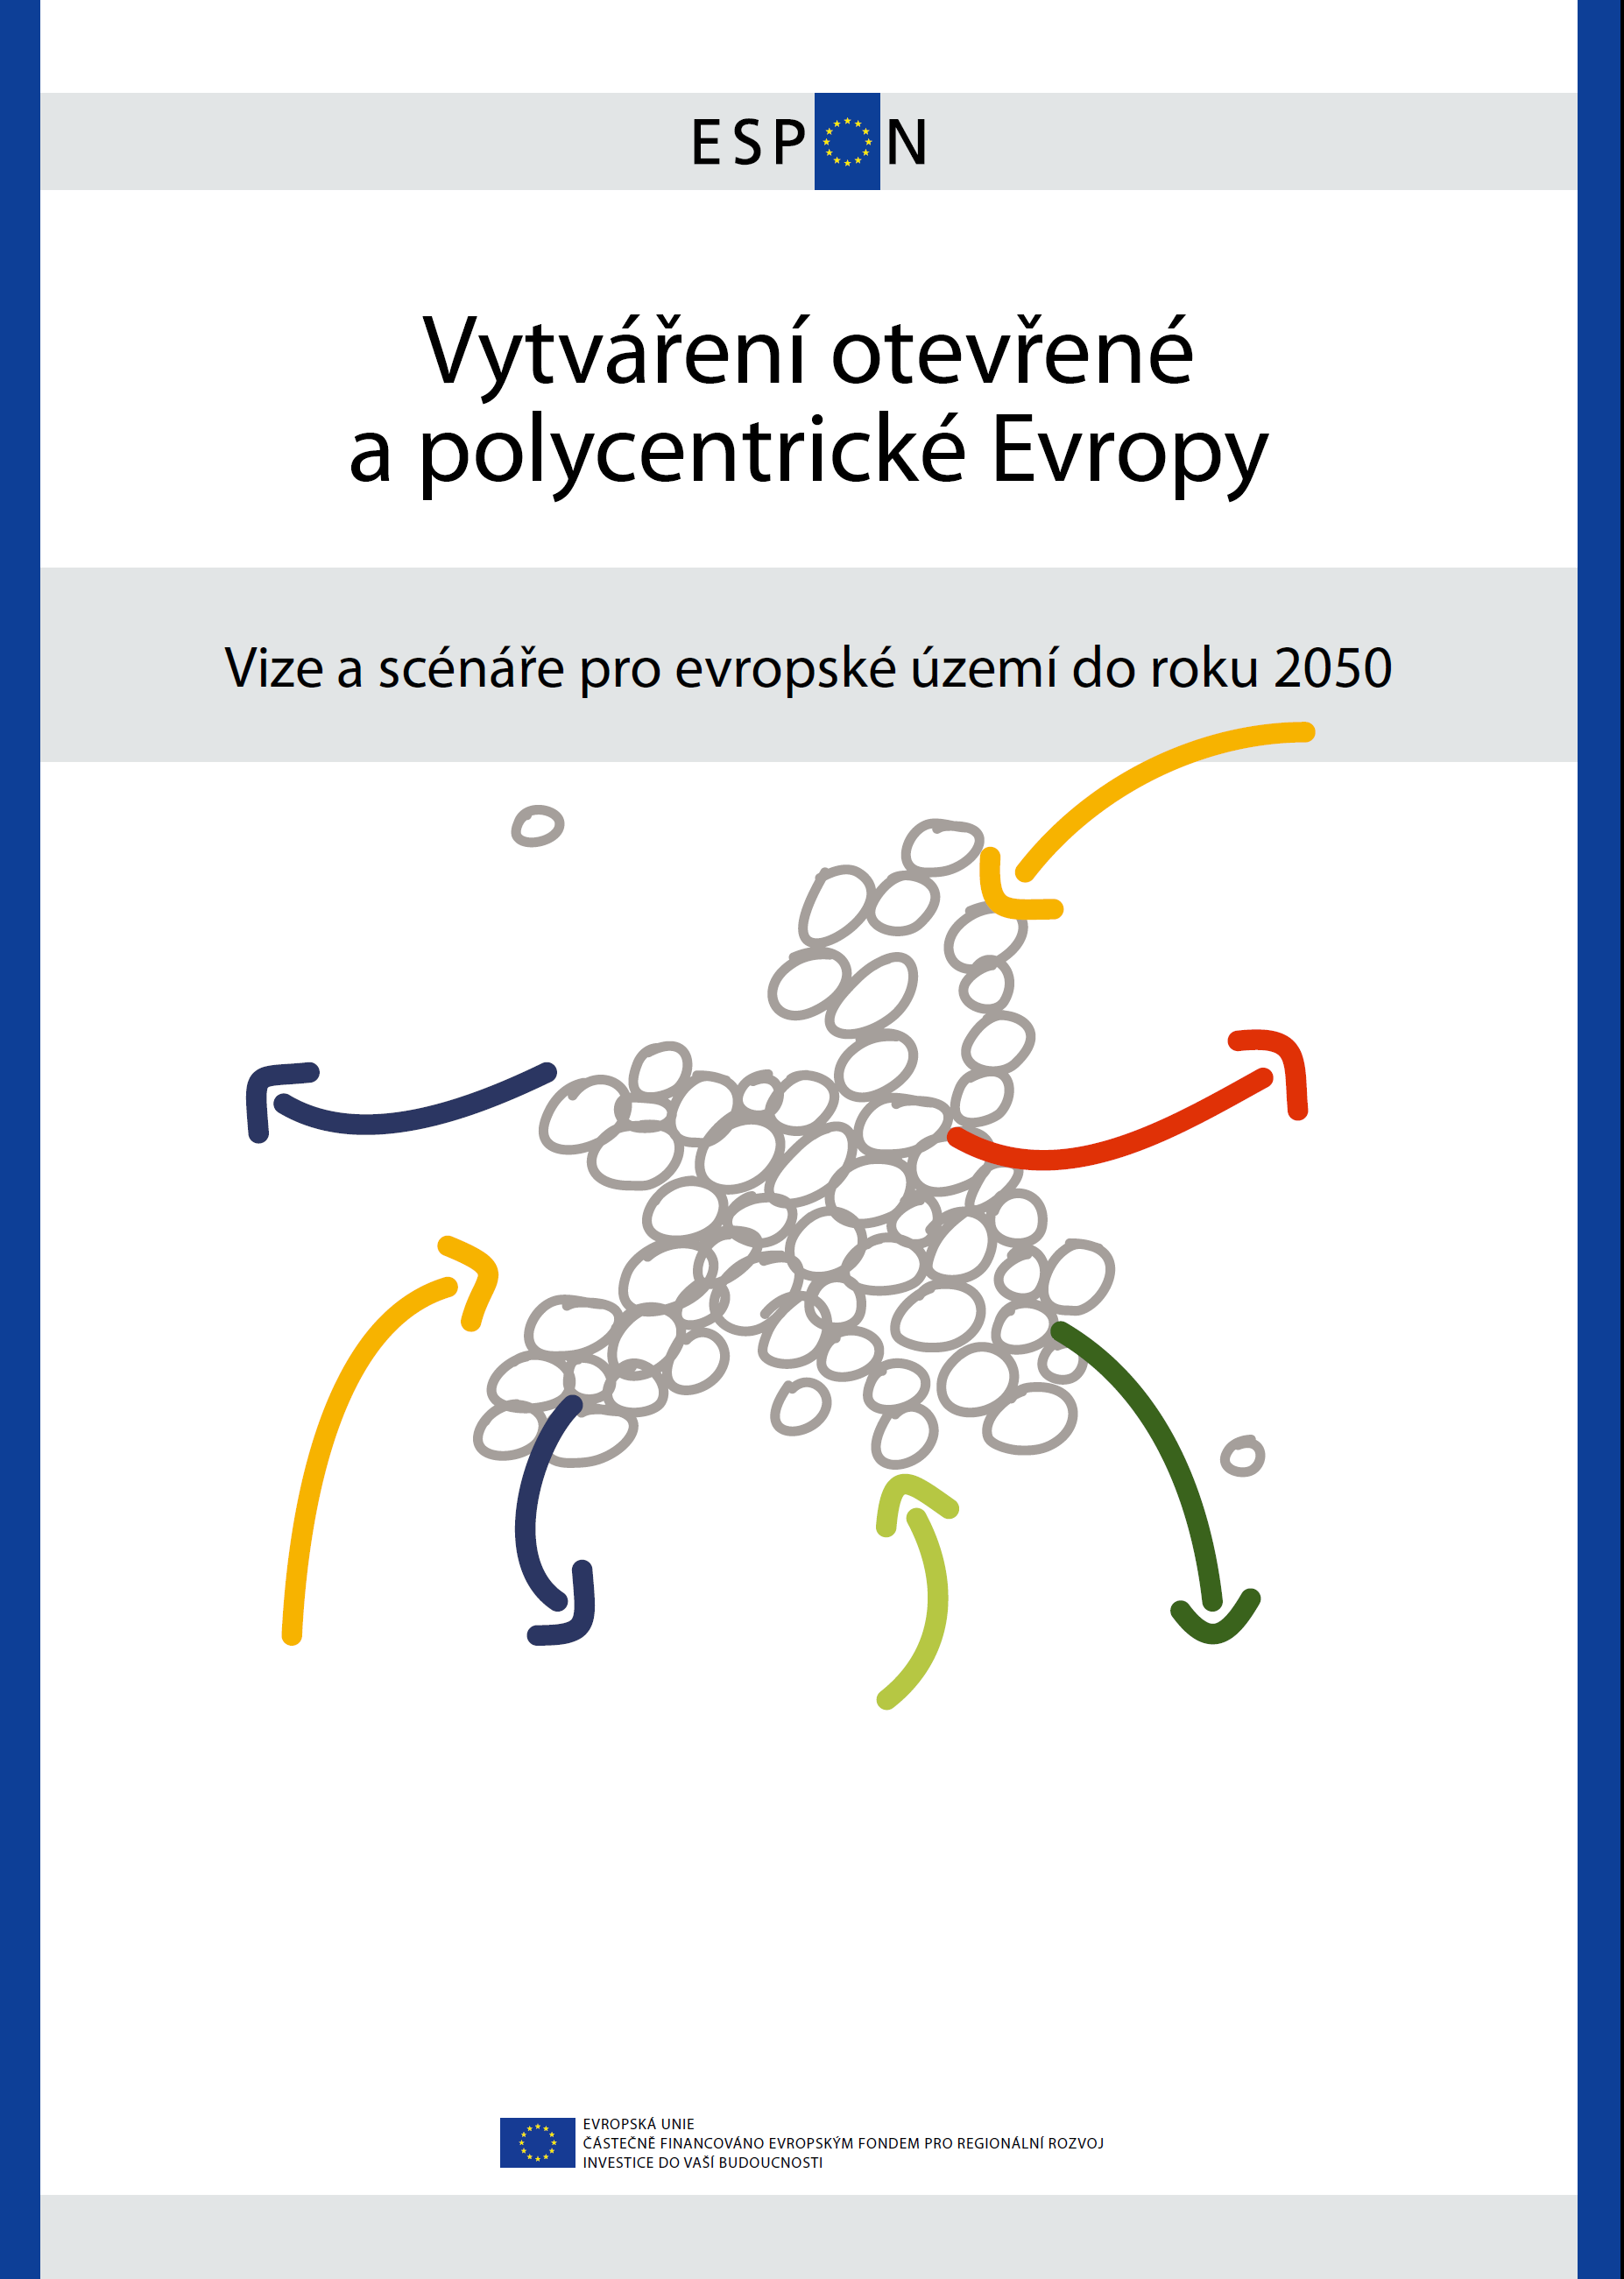 ESPON
Vytváření otevřené
a polycentrické Evropy
Vize a scénáře pro evropské území do roku 2050
EVROPSKÁ UNIE
ČÁSTEČNĚ FINANCOVÁNO EVROPSKÝM FONDEM PRO REGIONÁLNÍ ROZVOJ
INVESTICE DO VAŠÍ BUDOUCNOSTI